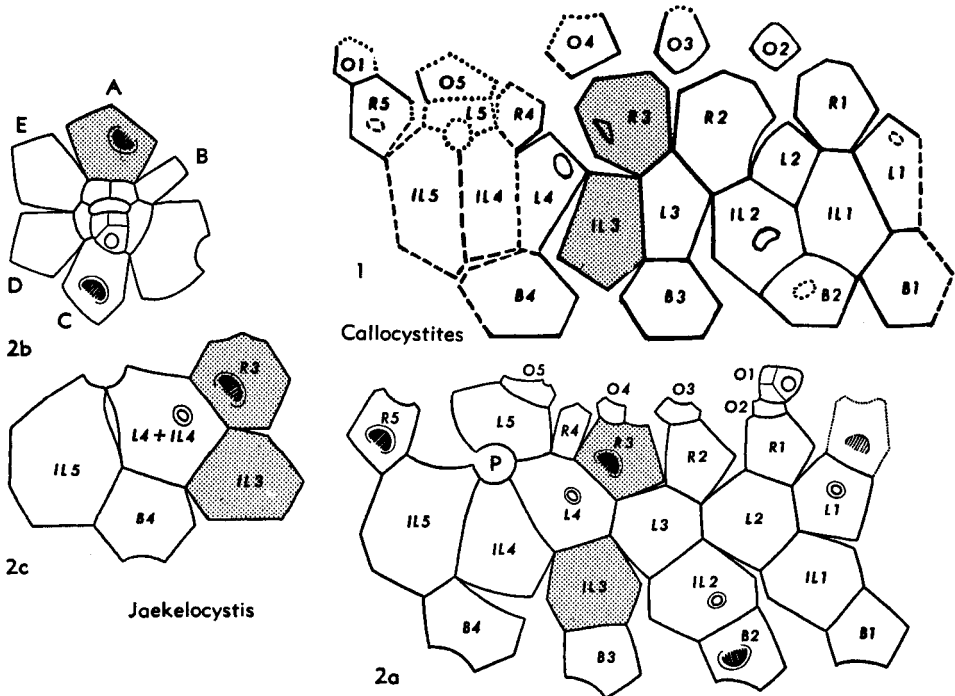 A
E
B
D
C
2b
O1
O5
O4
O3
O2
R5
L5
R4
R3
R2
R1
L2
L1
IL5
IL4
L4
IL3
L3
IL2
IL1
1
B4
B3
B2
B1
Callocystites
R3
L4+IL4
IL5
IL3
B4
2c
Jaekelocystis
O5
O4
O3
O1
O2
R5
L5
R4
R3
R2
R1
P
L4
L3
L2
L1
IL5
IL4
IL3
IL2
IL1
B4
B3
B2
B1
2a